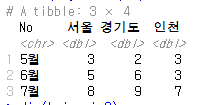 # A tibble: 3 × 4
No 서울 경기도 인천
<chr> <dbl> <dbl> <dbl>
1 5월 3 2 3
2 6월 5 6 3
3 7월 8 9 7